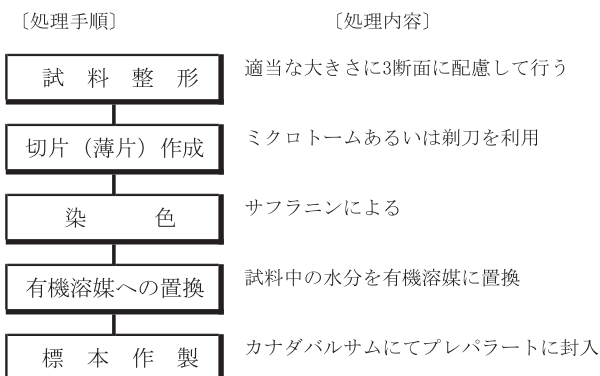 〔処理手順〕 〔処理内容〕
試料整形 適当な大きさに3断面に配慮して行う
切片（薄片）作成 ミクロトームあるいは剃刀を利用
染色 サフラニンによる
有機溶媒への置換 試料中の水分を有機溶媒に置換
標本作製 カナダバルサムにてプレパラートに封入